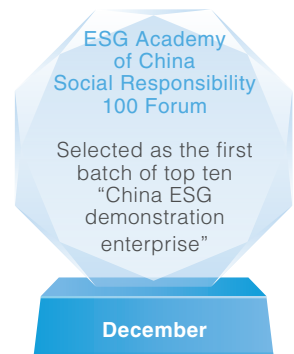 ESG Academy
of China
Social Responsibility
100 Forum
Selected as the first
batch of top ten
“China ESG
demonstration
enterprise”
December